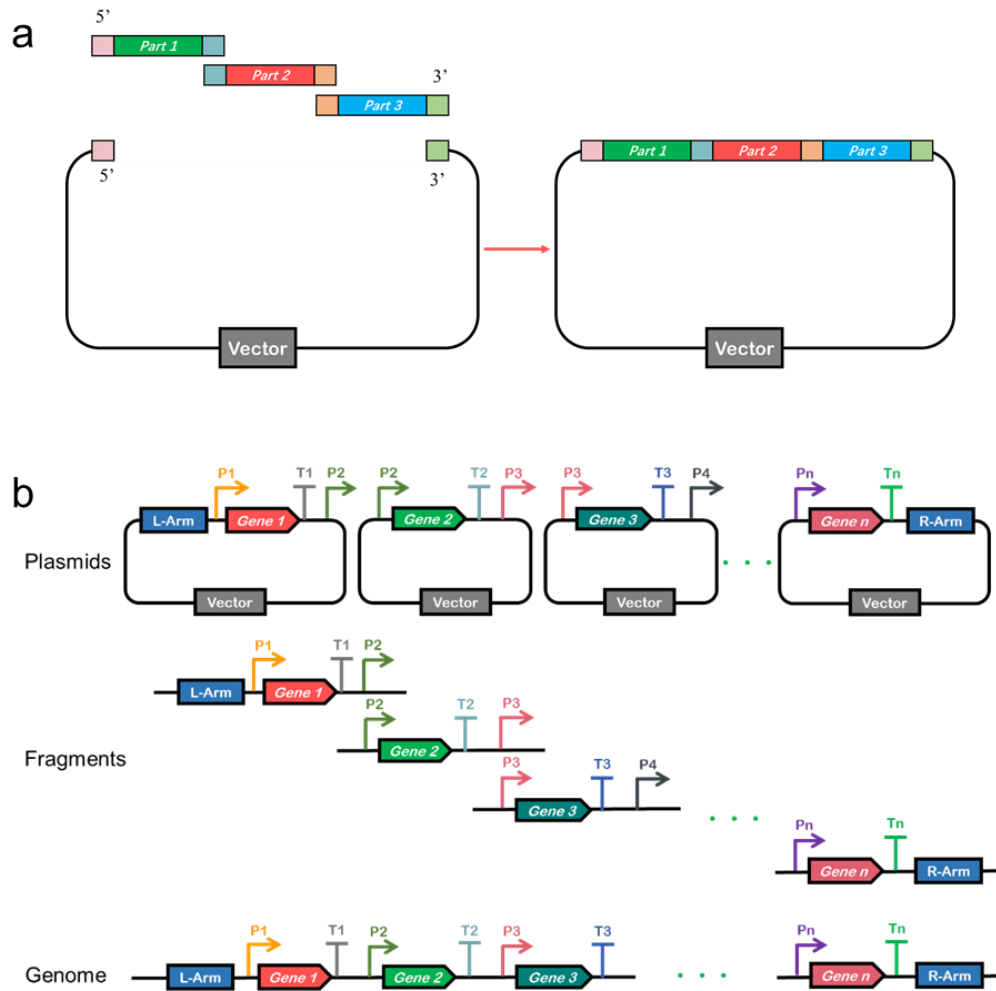 a
5’
Part 1
Part 2
3’
Part 3
5’
3’
Part 1 Part 2 Part 3
Vector
Vector
b
P1 T1 P2 P2 T2 P3 P3 T3 P4 Pn Tn
L-Arm Gene 1 Gene 2 Gene 3 Gene n R-Arm
Plasmids
Vector Vector Vector Vector
P1 T1 P2
L-Arm Gene 1
P2 T2 P3
Gene 2
Fragments
P3 T3 P4
Gene 3
Pn Tn
Gene n R-Arm
P1 T1 P2 T2 P3 T3 Pn Tn
Genome L-Arm Gene 1 Gene 2 Gene 3 Gene n R-Arm